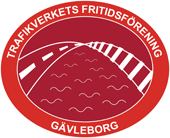 TRAFIKVERKETS FRITIDSFÖRENING
GÄVLEBORG